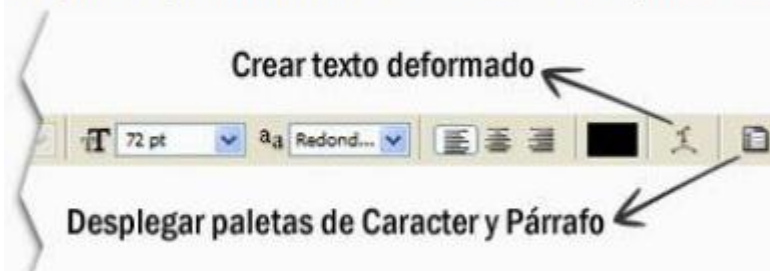 Crear texto deformado
T 72 pt aa Redond...
Desplegar paletas de Caracter y Párrafo